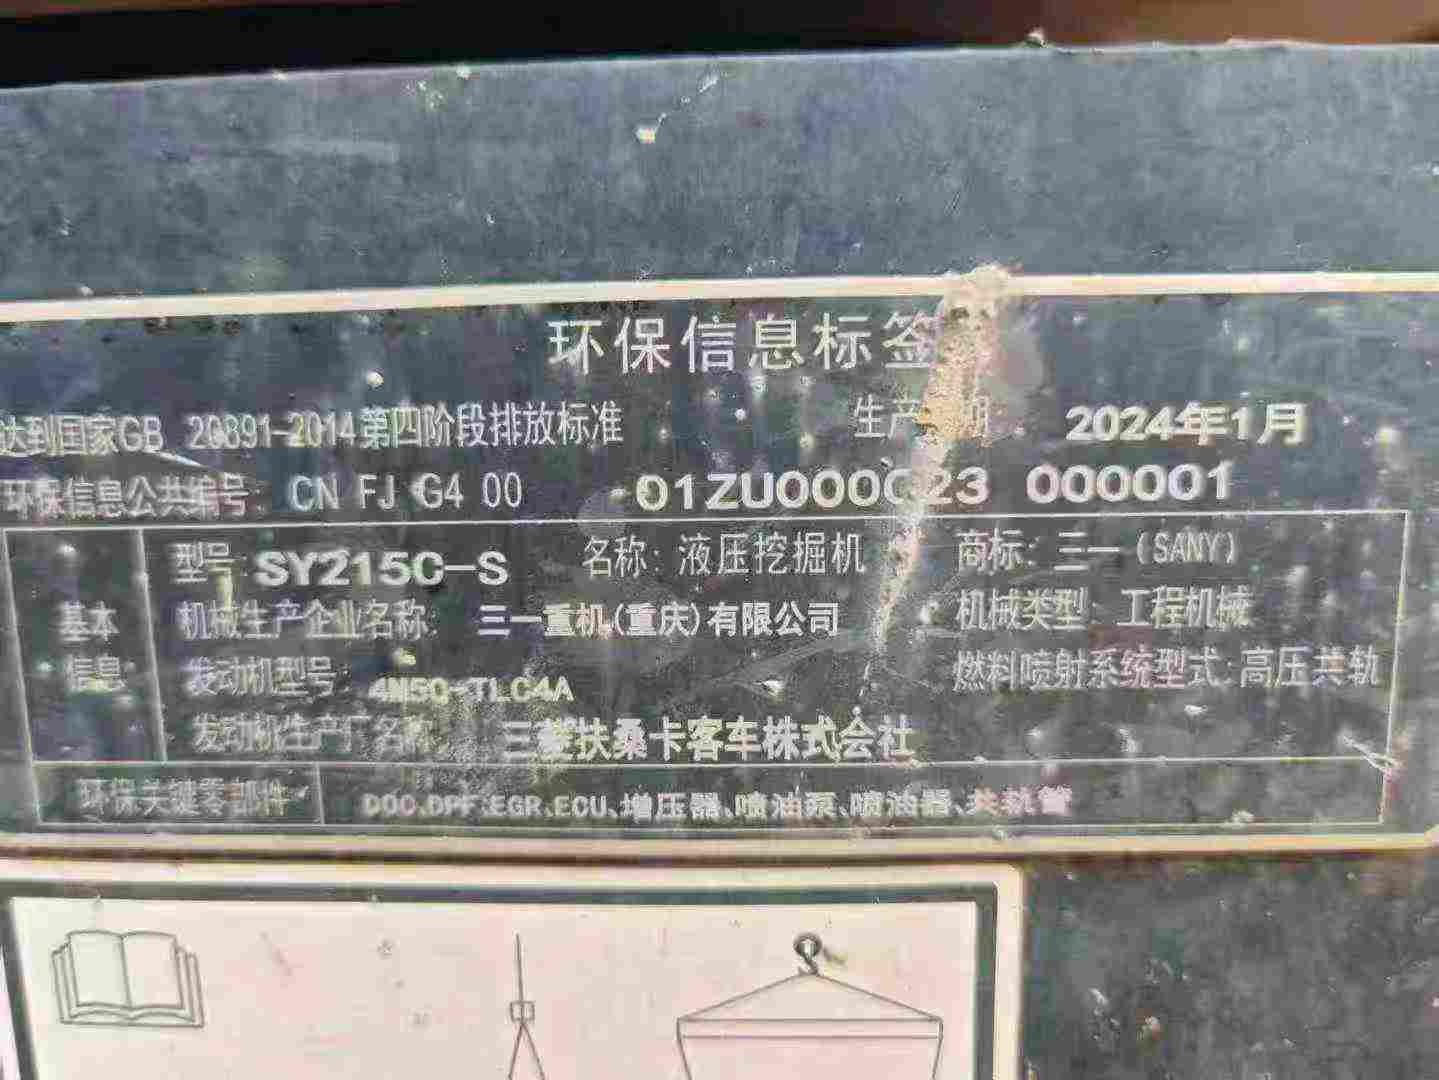 环保信息标签
达到国家GB 20891-2014第四阶段排放标准 生产日期: 2024年1月
环保信息公共编号: CN FJ G4 00 01ZU000023 000001
型号: SY215C-S 名称: 液压挖掘机 商标: 三一 (SANY)
基本
信息
机械生产企业名称: 三一重机(重庆)有限公司 机械类型: 工程机械
发动机型号: 4N50-TLC4A 燃料喷射系统型式: 高压共轨
发动机生产厂名称: 三菱扶桑卡客车株式会社
环保关键零部件 DOC、DPF、EGR、ECU、增压器、喷油泵、喷油器、共轨管